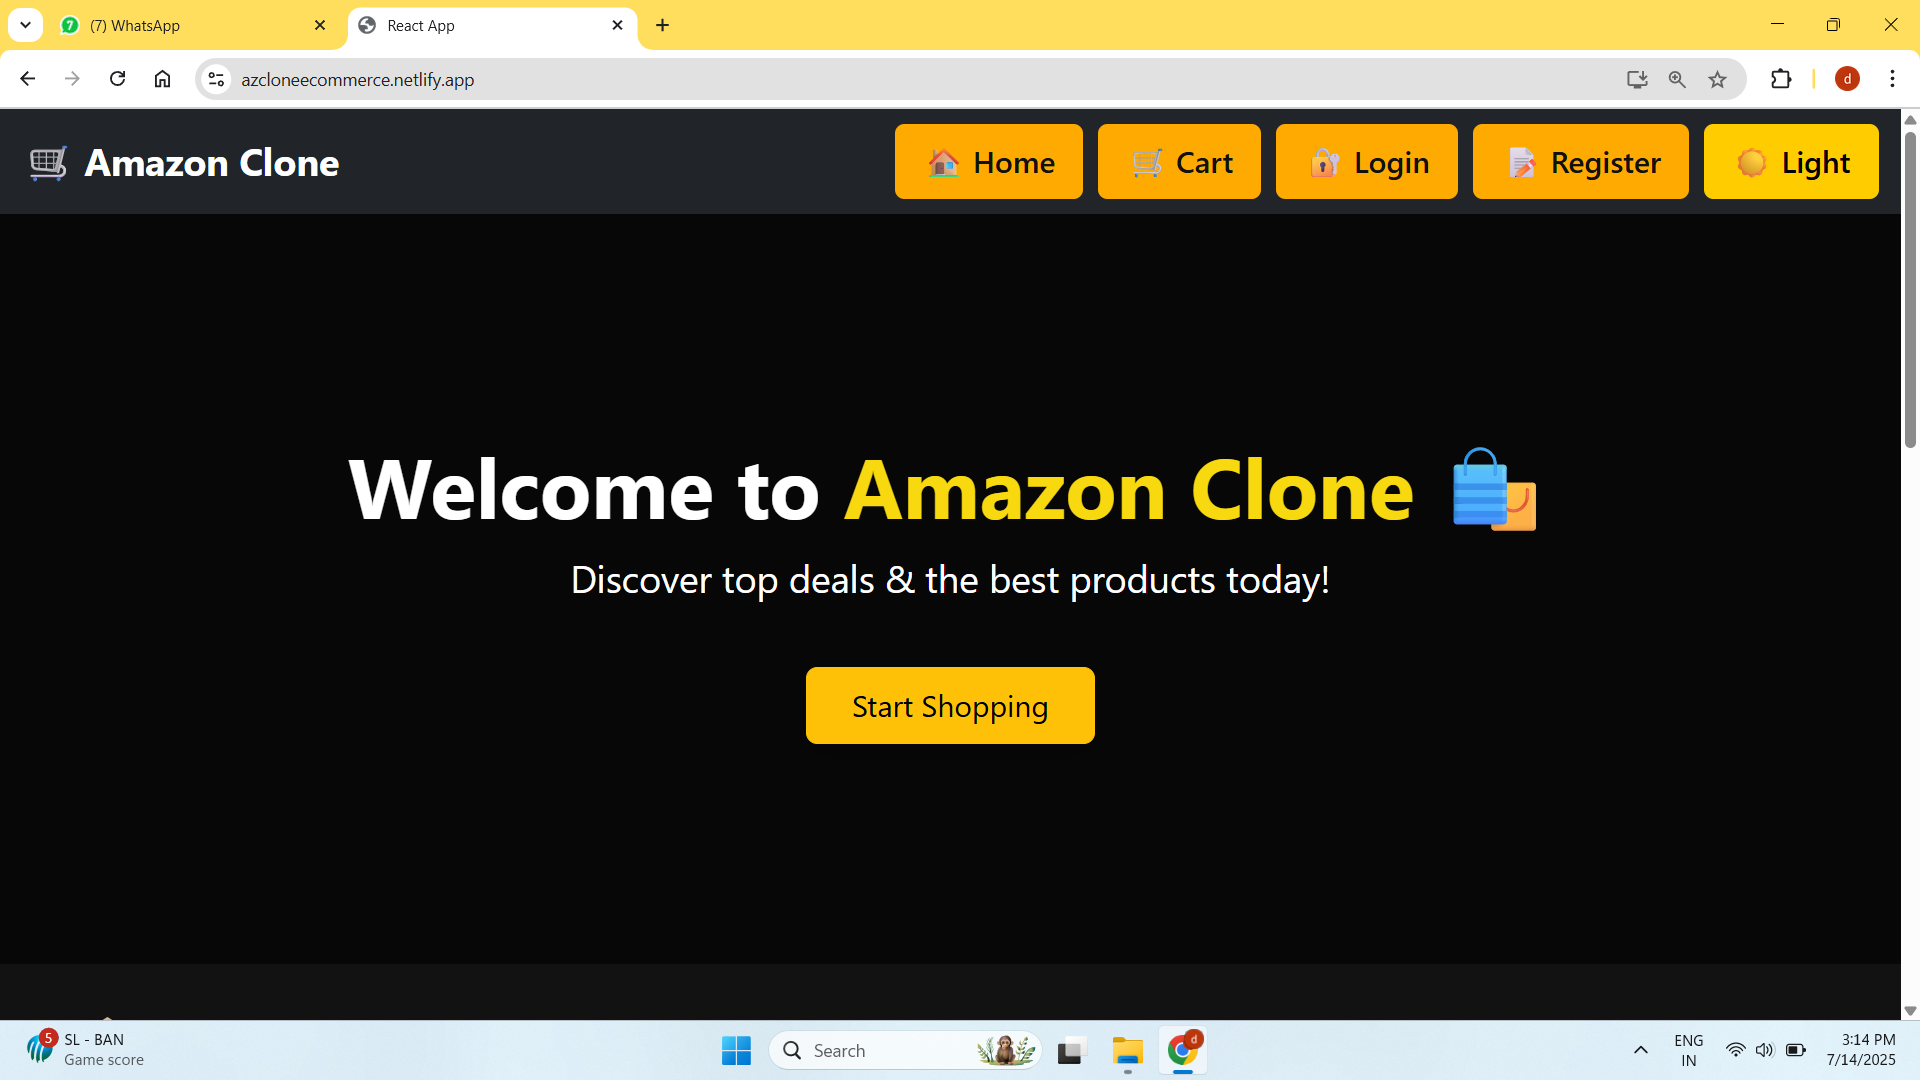 (7) WhatsApp
React App
azcloneecommerce.netlify.app
d
Amazon Clone
Home
Cart
Login
Register
Light
Welcome to Amazon Clone
Discover top deals & the best products today!
Start Shopping
5
SL - BAN
Game score
Search
d
ENG
IN
3:14 PM
7/14/2025